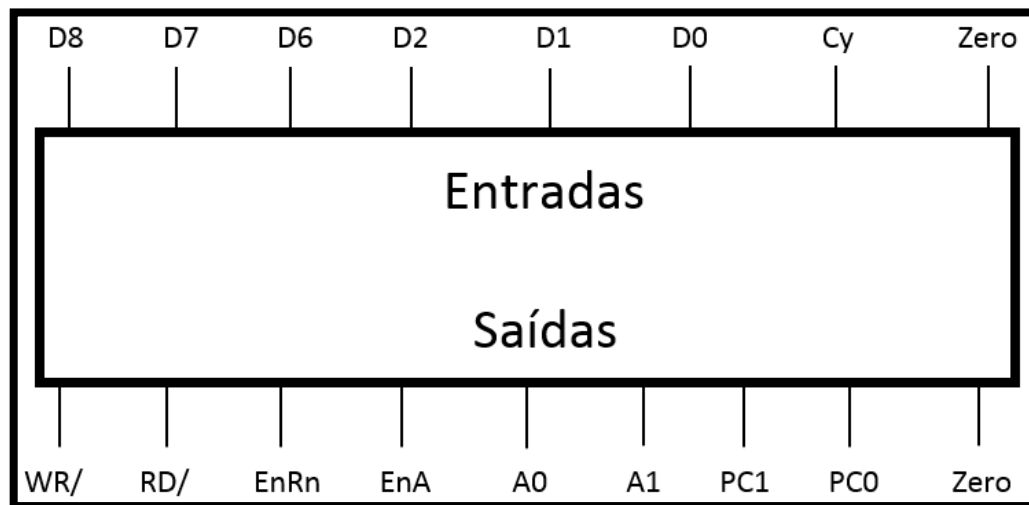 D8 D7 D6 D2 D1 D0 Cy Zero
Entradas
Saídas
WR/ RD/ EnRn EnA A0 A1 PC1 PC0 Zero